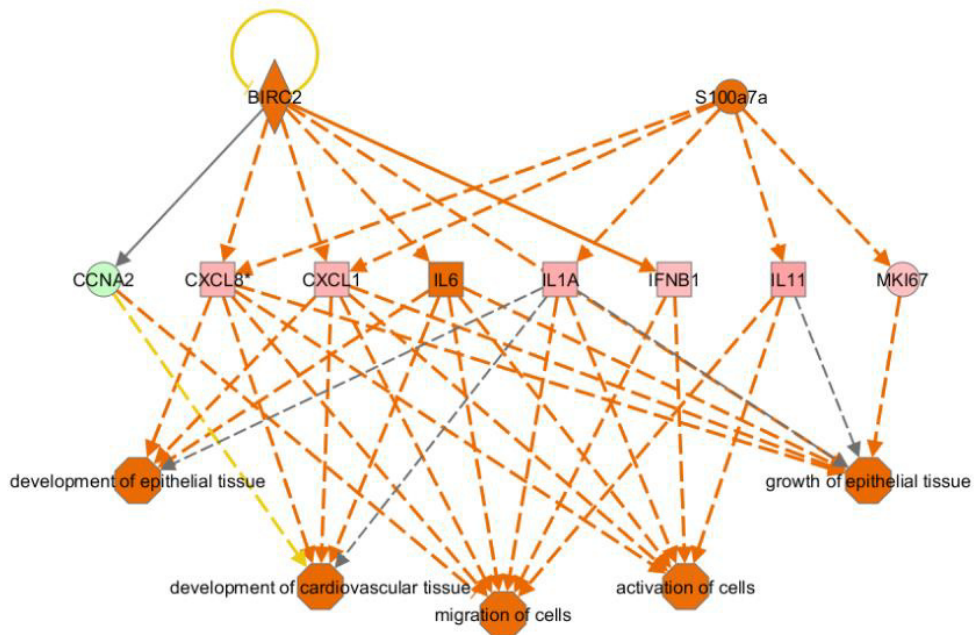 BIRC2
S100a7a
CCNA2
CXCL8*
CXCL1
IL6
IL1A
IFNB1
IL11
MKI67
development of epithelial tissue
growth of epithelial tissue
development of cardiovascular tissue
activation of cells
migration of cells